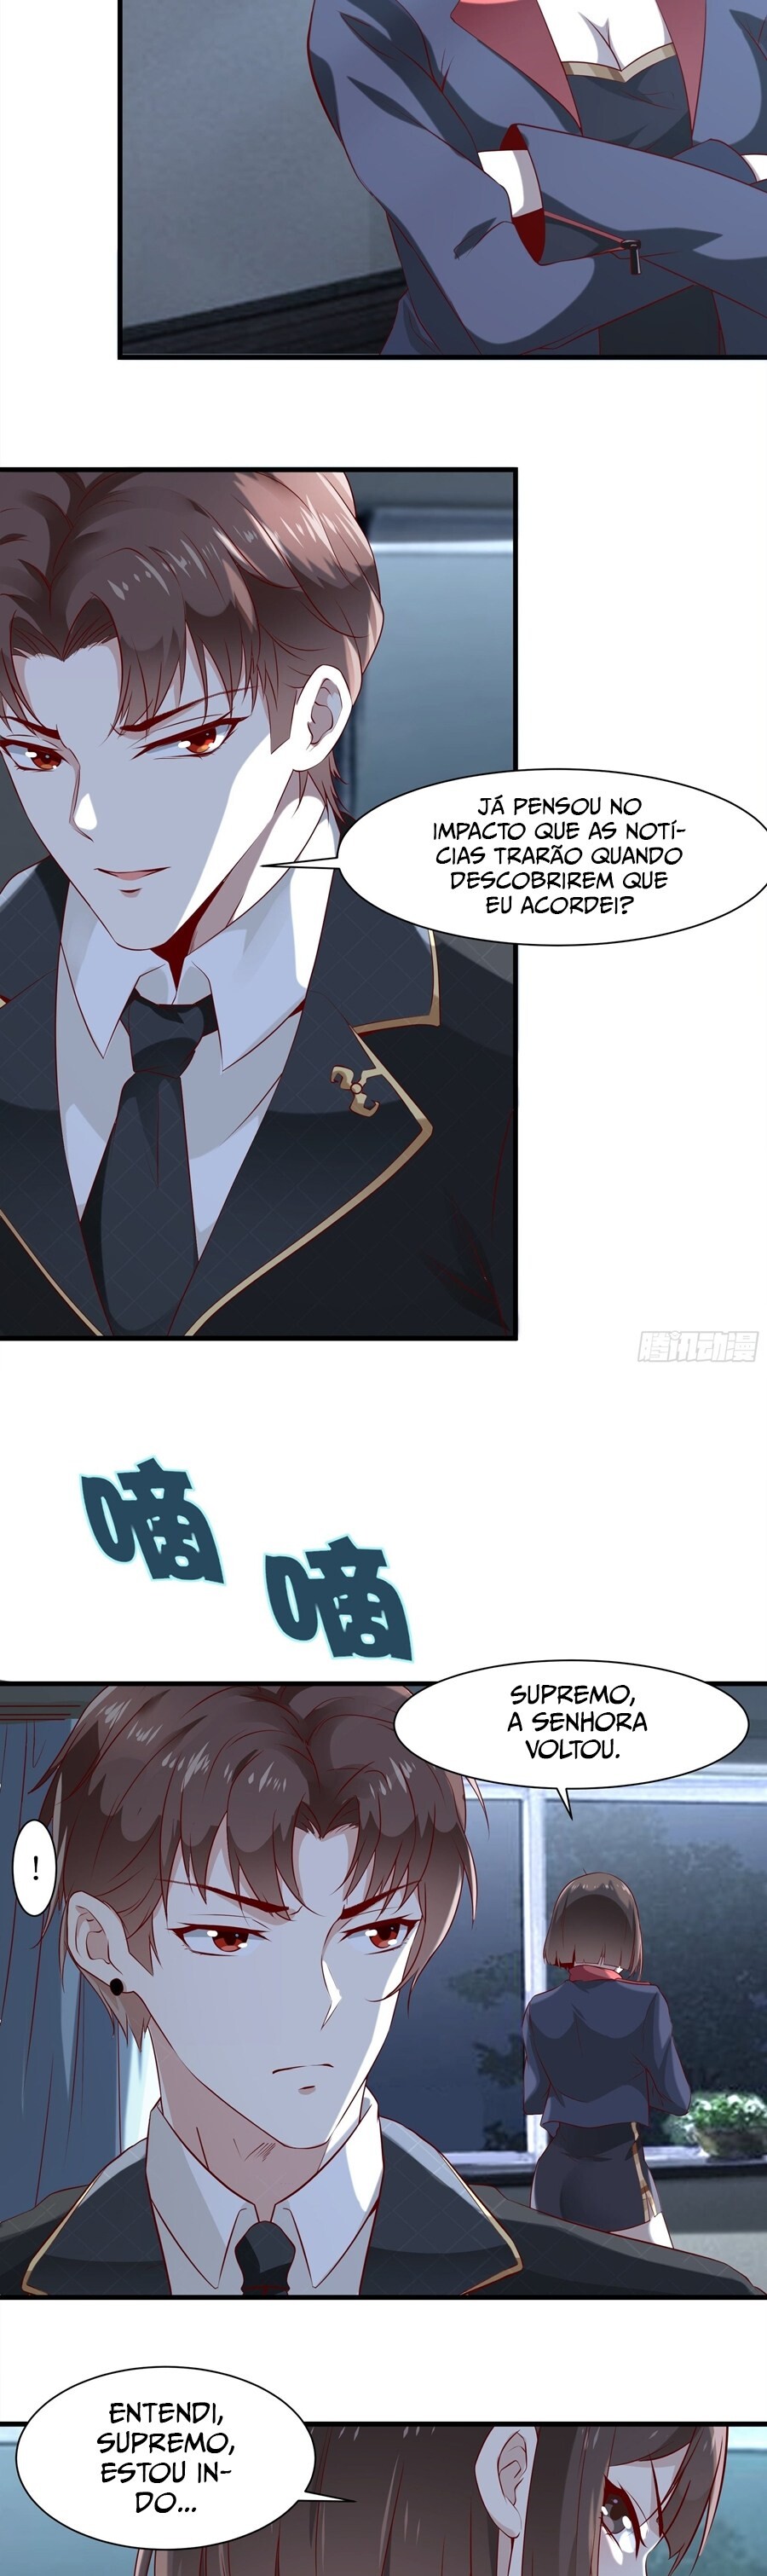 JÁ PENSOU NO
IMPACTO QUE AS NOTÍ-
CIAS TRARÃO QUANDO
DESCOBRIREM QUE
EU ACORDEI?
腾讯动漫
嘀
嘀
SUPREMO,
A SENHORA
VOLTOU.
!
ENTENDI,
SUPREMO,
ESTOU IN-
DO...